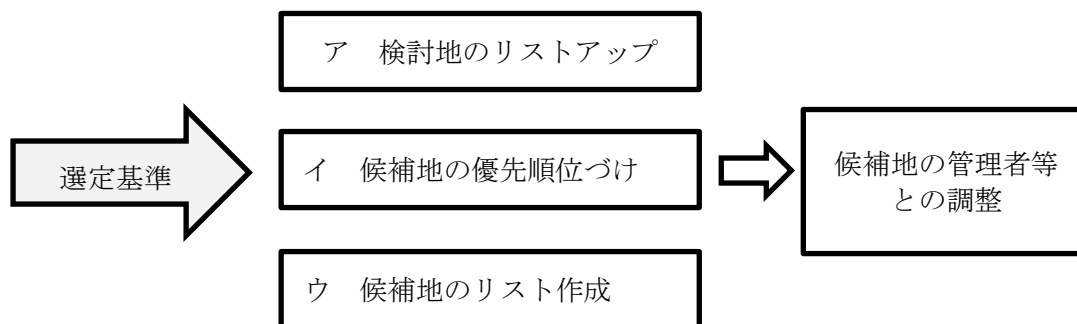 ア　検討地のリストアップ
選定基準
イ　候補地の優先順位づけ
候補地の管理者等
との調整
ウ　候補地のリスト作成